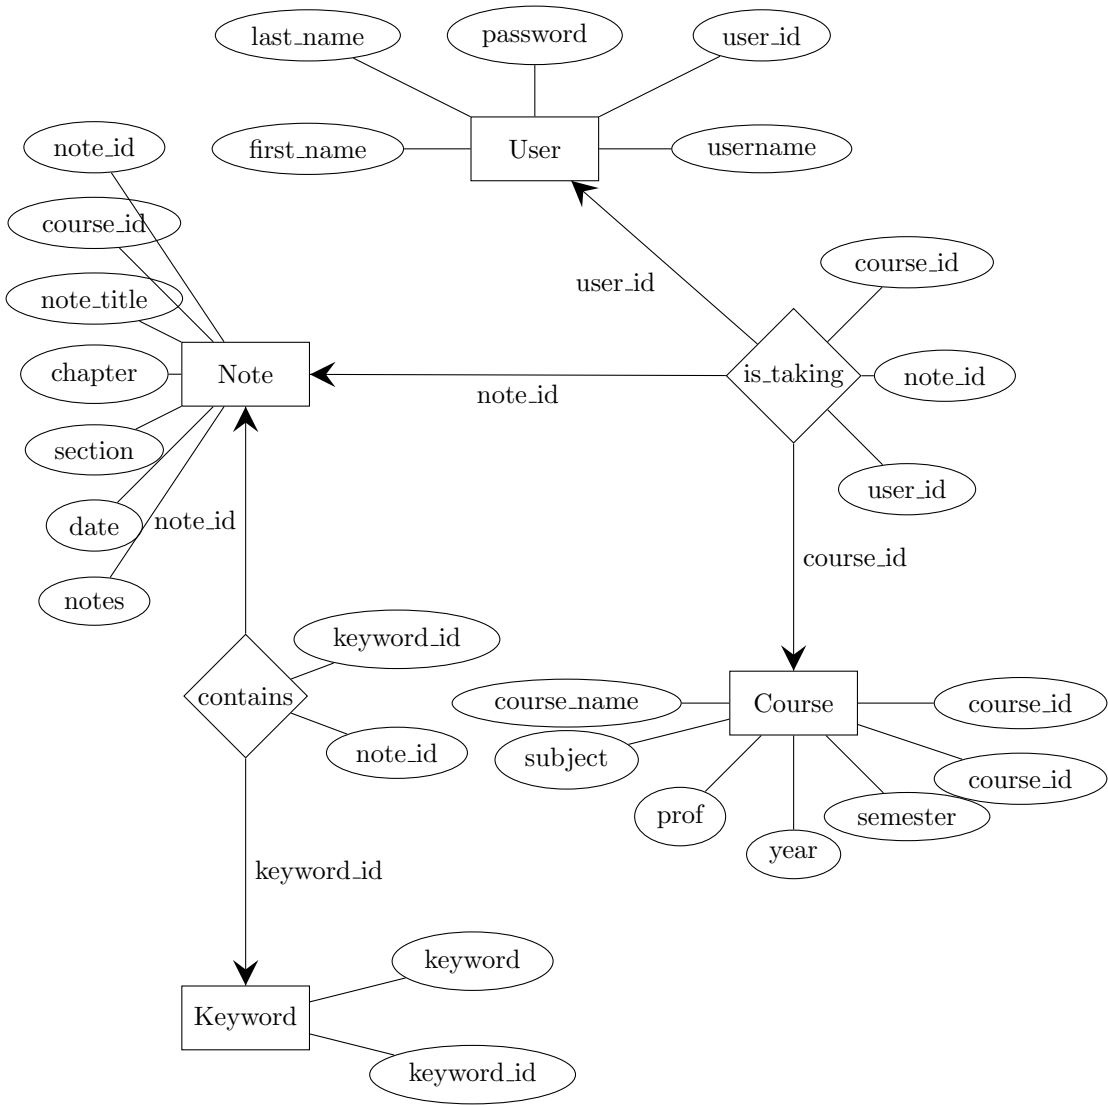 last_name
password
user_id
first_name
User
username
note_id
course_id
note_title
chapter
section
date
notes
Note
user_id
note_id
is_taking
course_id
note_id
user_id
note_id
course_id
contains
keyword_id
note_id
course_name
subject
prof
year
semester
Course
course_id
course_id
keyword_id
Keyword
keyword
keyword_id